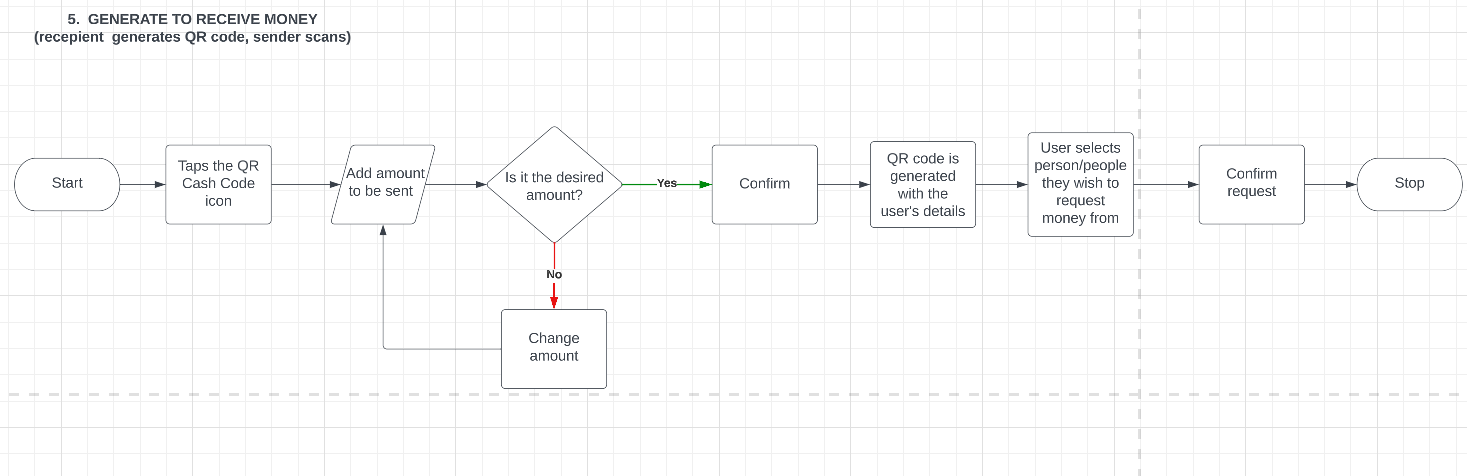 5. GENERATE TO RECEIVE MONEY
(recepient generates QR code, sender scans)
Start
Taps the QR
Cash Code
icon
Add amount
to be sent
Is it the desired
amount?
Yes
No
Change
amount
Confirm
QR code is
generated
with the
user's details
User selects
person/people
they wish to
request
money from
Confirm
request
Stop